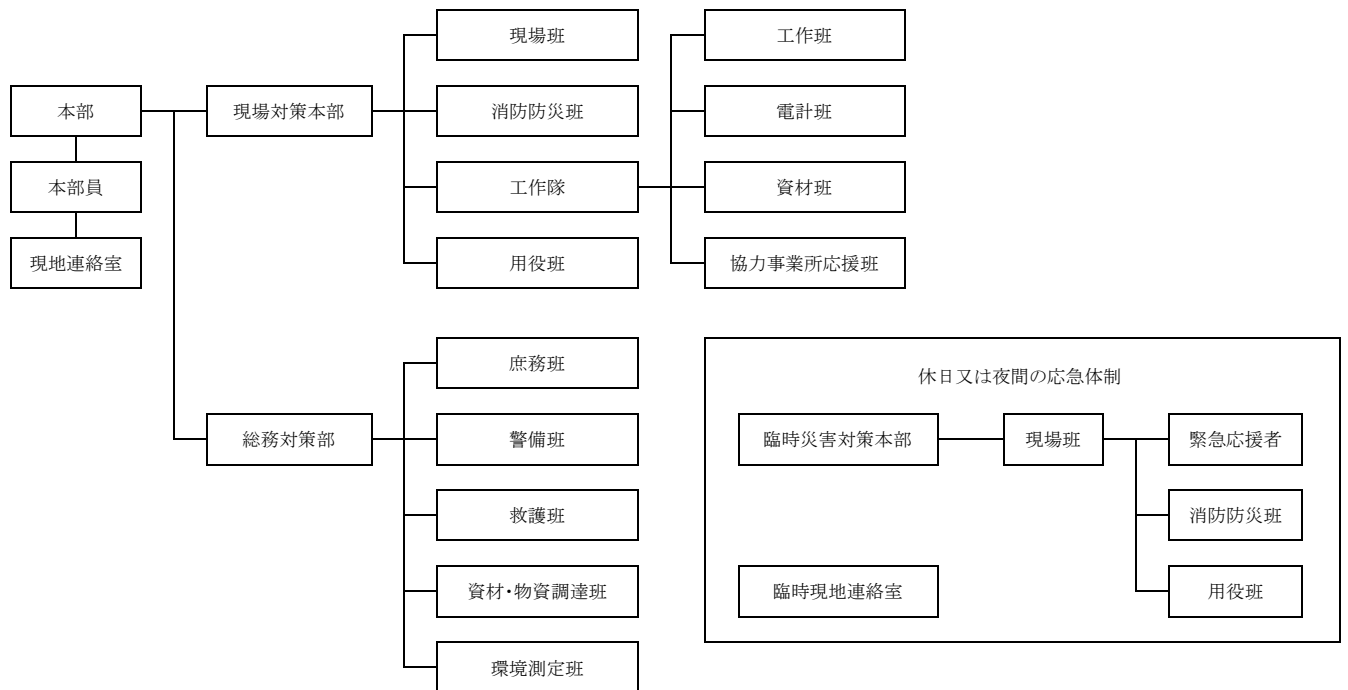 現場班
工作班
本部
現場対策本部
消防防災班
電計班
本部員
工作隊
資材班
現地連絡室
用役班
協力事業所応援班
庶務班
休日又は夜間の応急体制
総務対策部
警備班
臨時災害対策本部
現場班
緊急応援者
救護班
消防防災班
資材･物資調達班
臨時現地連絡室
用役班
環境測定班